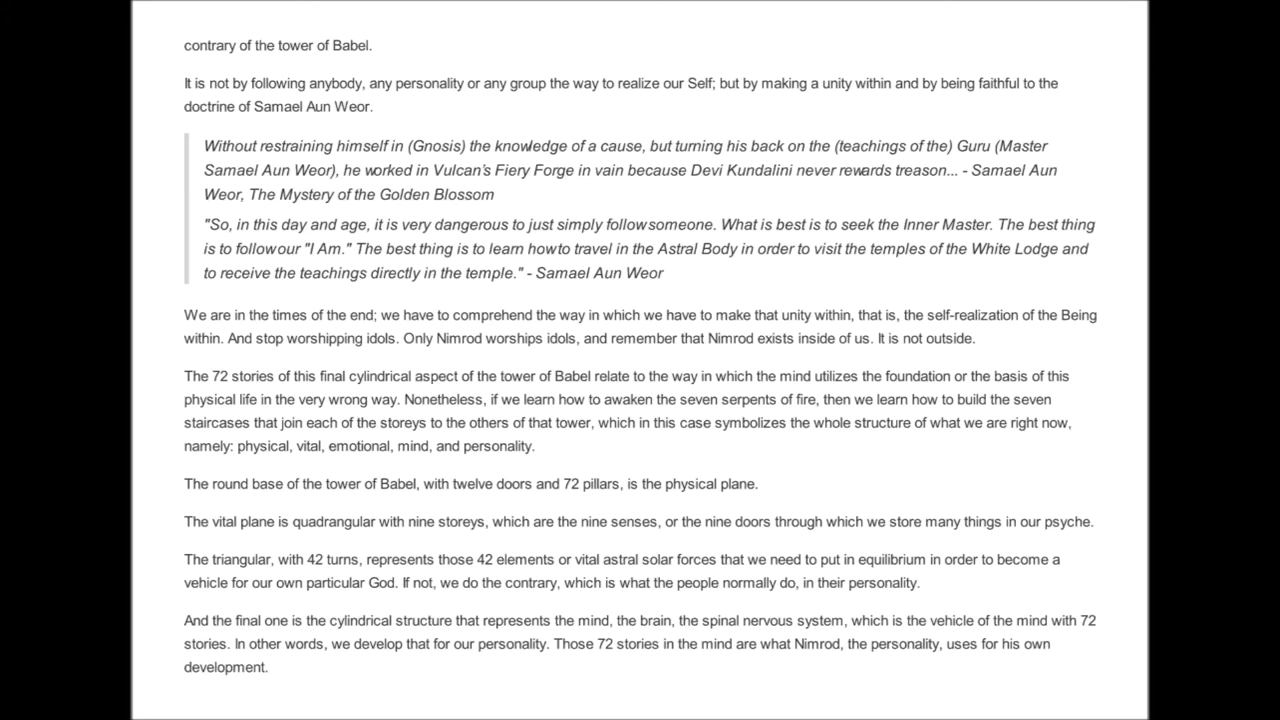 contrary of the tower of Babel.
It is not by following anybody, any personality or any group the way to realize our Self; but by making a unity within and by being faithful to the
doctrine of Samael Aun Weor.
Without restraining himself in (Gnosis) the knowledge of a cause, but turning his back on the (teachings of the) Guru (Master
Samael Aun Weor), he worked in Vulcan's Fiery Forge in vain because Devi Kundalini never rewards treason... - Samael Aun
Weor, The Mystery of the Golden Blossom
"So, in this day and age, it is very dangerous to just simply follow someone. What is best is to seek the Inner Master. The best thing
is to follow our "I Am." The best thing is to learn how to travel in the Astral Body in order to visit the temples of the White Lodge and
to receive the teachings directly in the temple." - Samael Aun Weor
We are in the times of the end; we have to comprehend the way in which we have to make that unity within, that is, the self-realization of the Being
within. And stop worshipping idols. Only Nimrod worships idols, and remember that Nimrod exists inside of us. It is not outside.
The 72 stories of this final cylindrical aspect of the tower of Babel relate to the way in which the mind utilizes the foundation or the basis of this
physical life in the very wrong way. Nonetheless, if we learn how to awaken the seven serpents of fire, then we learn how to build the seven
staircases that join each of the storeys to the others of that tower, which in this case symbolizes the whole structure of what we are right now,
namely: physical, vital, emotional, mind, and personality.
The round base of the tower of Babel, with twelve doors and 72 pillars, is the physical plane.
The vital plane is quadrangular with nine storeys, which are the nine senses, or the nine doors through which we store many things in our psyche.
The triangular, with 42 turns, represents those 42 elements or vital astral solar forces that we need to put in equilibrium in order to become a
vehicle for our own particular God. If not, we do the contrary, which is what the people normally do, in their personality.
And the final one is the cylindrical structure that represents the mind, the brain, the spinal nervous system, which is the vehicle of the mind with 72
stories. In other words, we develop that for our personality. Those 72 stories in the mind are what Nimrod, the personality, uses for his own
development.